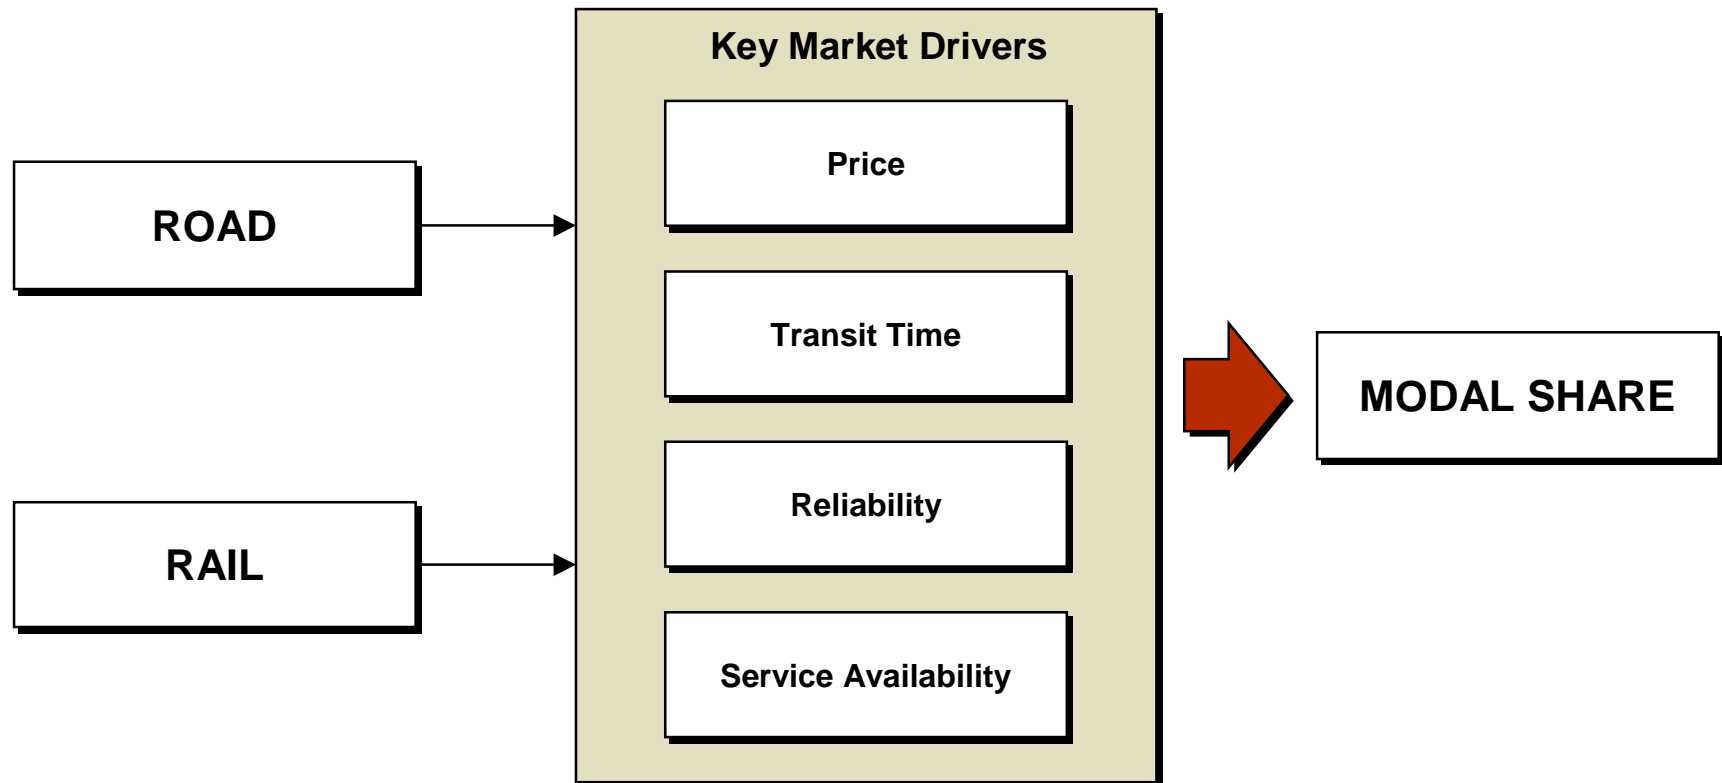 Key Market Drivers
Price
ROAD
Transit Time
MODAL SHARE
Reliability
RAIL
Service Availability